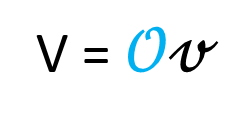 V = 𝒪𝓋